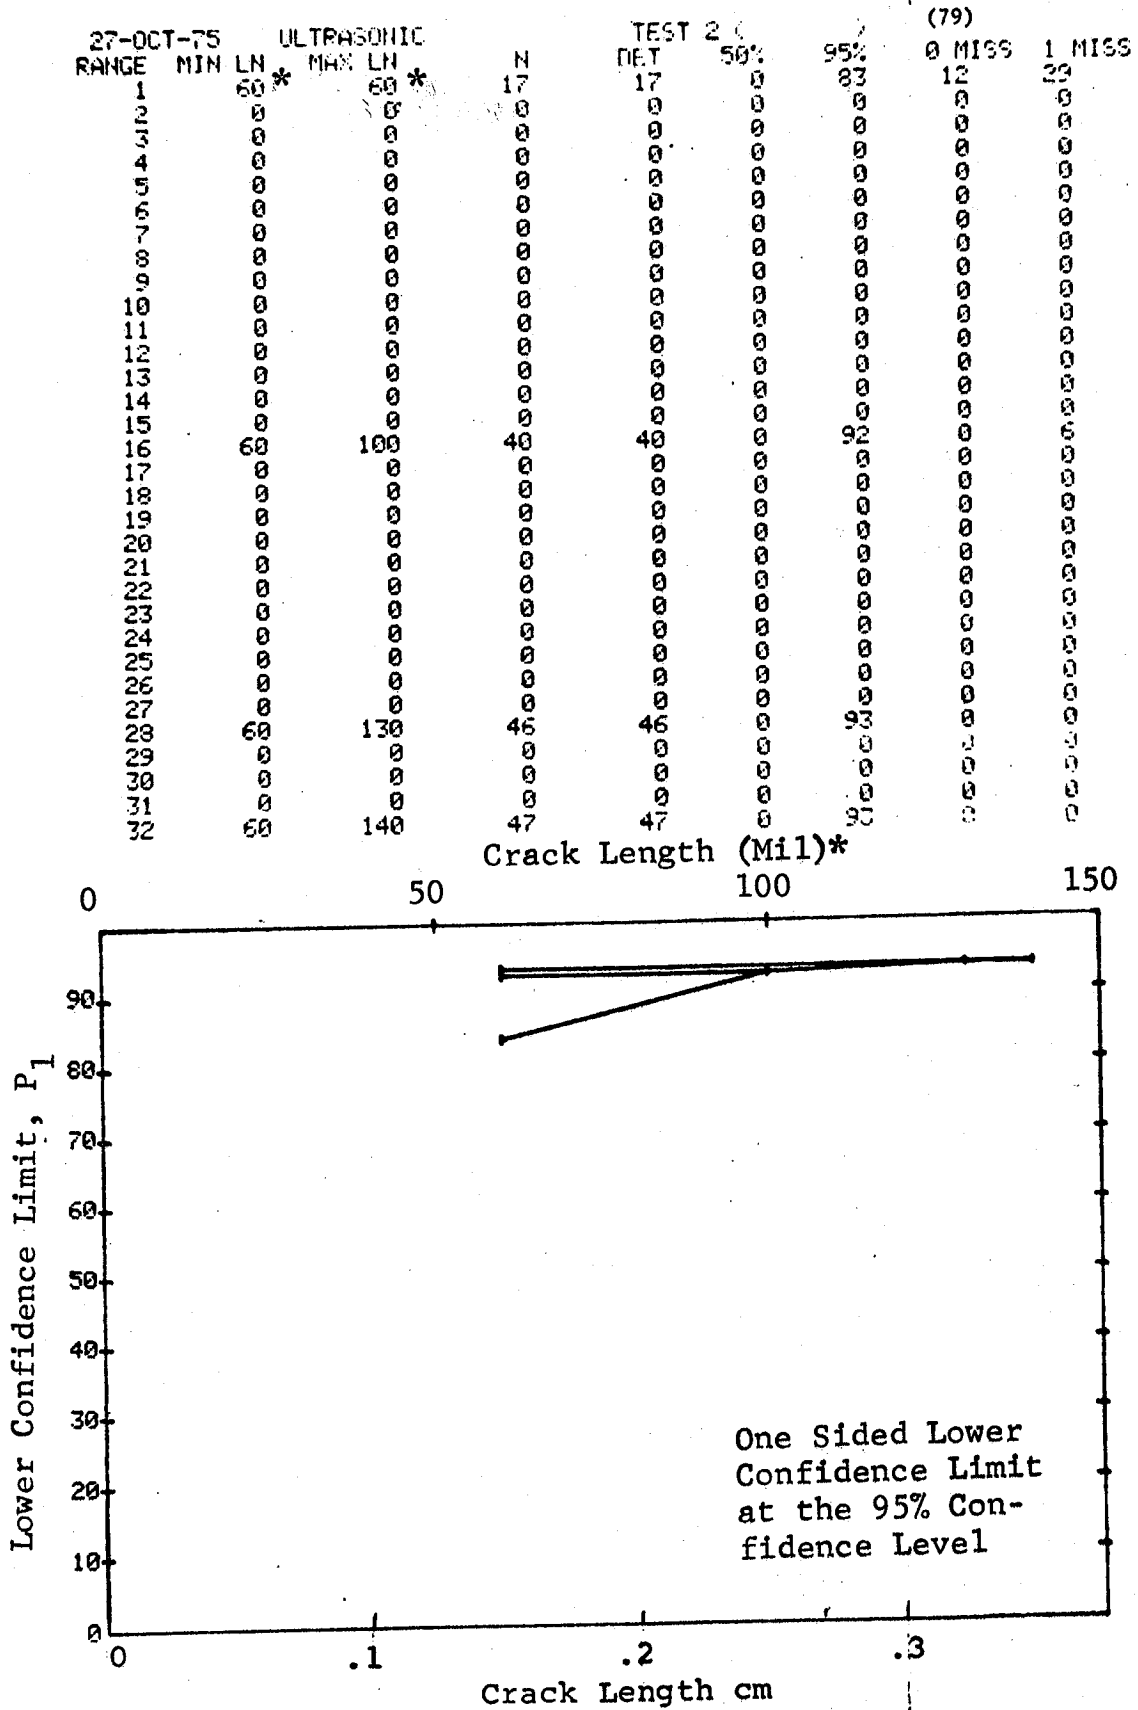 (79)
27-OCT-75 ULTRASONIC TEST 2 ( )
RANGE MIN LN * MAX LN * N DET 50% 95% 0 MISS 1 MISS
1 60 60 17 17 0 83 12 29
2 0 0 0 0 0 0 0 0
3 0 0 0 0 0 0 0 0
4 0 0 0 0 0 0 0 0
5 0 0 0 0 0 0 0 0
6 0 0 0 0 0 0 0 0
7 0 0 0 0 0 0 0 0
8 0 0 0 0 0 0 0 0
9 0 0 0 0 0 0 0 0
10 0 0 0 0 0 0 0 0
11 0 0 0 0 0 0 0 0
12 0 0 0 0 0 0 0 0
13 0 0 0 0 0 0 0 0
14 0 0 0 0 0 0 0 0
15 0 0 0 0 0 0 0 0
16 60 100 40 40 0 92 0 6
17 0 0 0 0 0 0 0 0
18 0 0 0 0 0 0 0 0
19 0 0 0 0 0 0 0 0
20 0 0 0 0 0 0 0 0
21 0 0 0 0 0 0 0 0
22 0 0 0 0 0 0 0 0
23 0 0 0 0 0 0 0 0
24 0 0 0 0 0 0 0 0
25 0 0 0 0 0 0 0 0
26 0 0 0 0 0 0 0 0
27 0 0 0 0 0 0 0 0
28 60 130 46 46 0 93 0 0
29 0 0 0 0 0 0 0 0
30 0 0 0 0 0 0 0 0
31 0 0 0 0 0 0 0 0
32 60 140 47 47 0 0 0
Crack Length (Mil)*
0 50 100 150
Lower Confidence Limit, P1
90
80
70
60
50
40
30
20
10
0
One Sided Lower
Confidence Limit
at the 95% Con-
fidence Level
0 .1 .2 .3
Crack Length cm